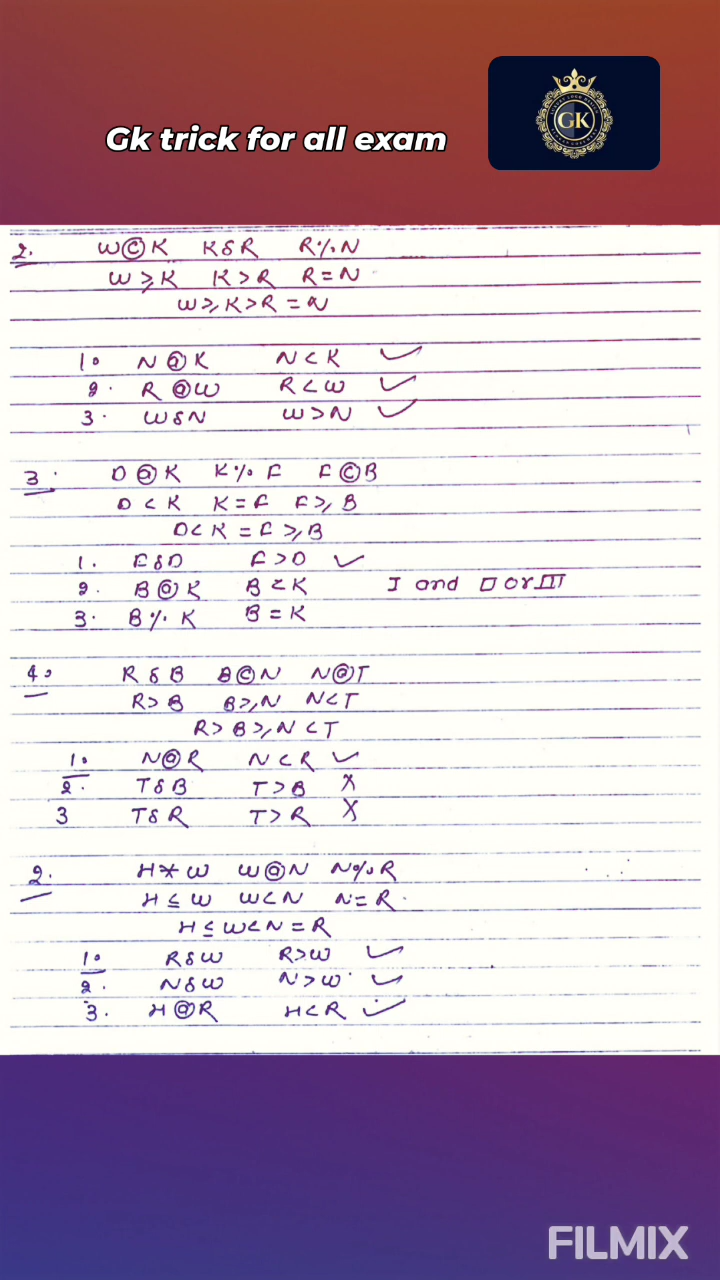 Gk trick for all exam
GK
2. W©K KδR R%N
W≥K K>R R=N
W≥K>R=N
1. N@K N<K ✓
2. R@W R<W ✓
3. WδN W>N ✓
3. D@K K%F F©B
D<K K=F F≥B
D<K=F≥B
1. FδD F>D ✓
2. B@K B<K I and II or III
3. B%K B=K
4. RδB B©N N@T
R>B B≥N N<T
R>B≥N<T
1. N@R N<R ✓
2. TδB T>B X
3 TδR T>R X
2. H*W W@N N%R
H≤W W<N N=R
H≤W<N=R
1. RδW R>W ✓
2. NδW N>W ✓
3. H@R H<R ✓
FILMIX